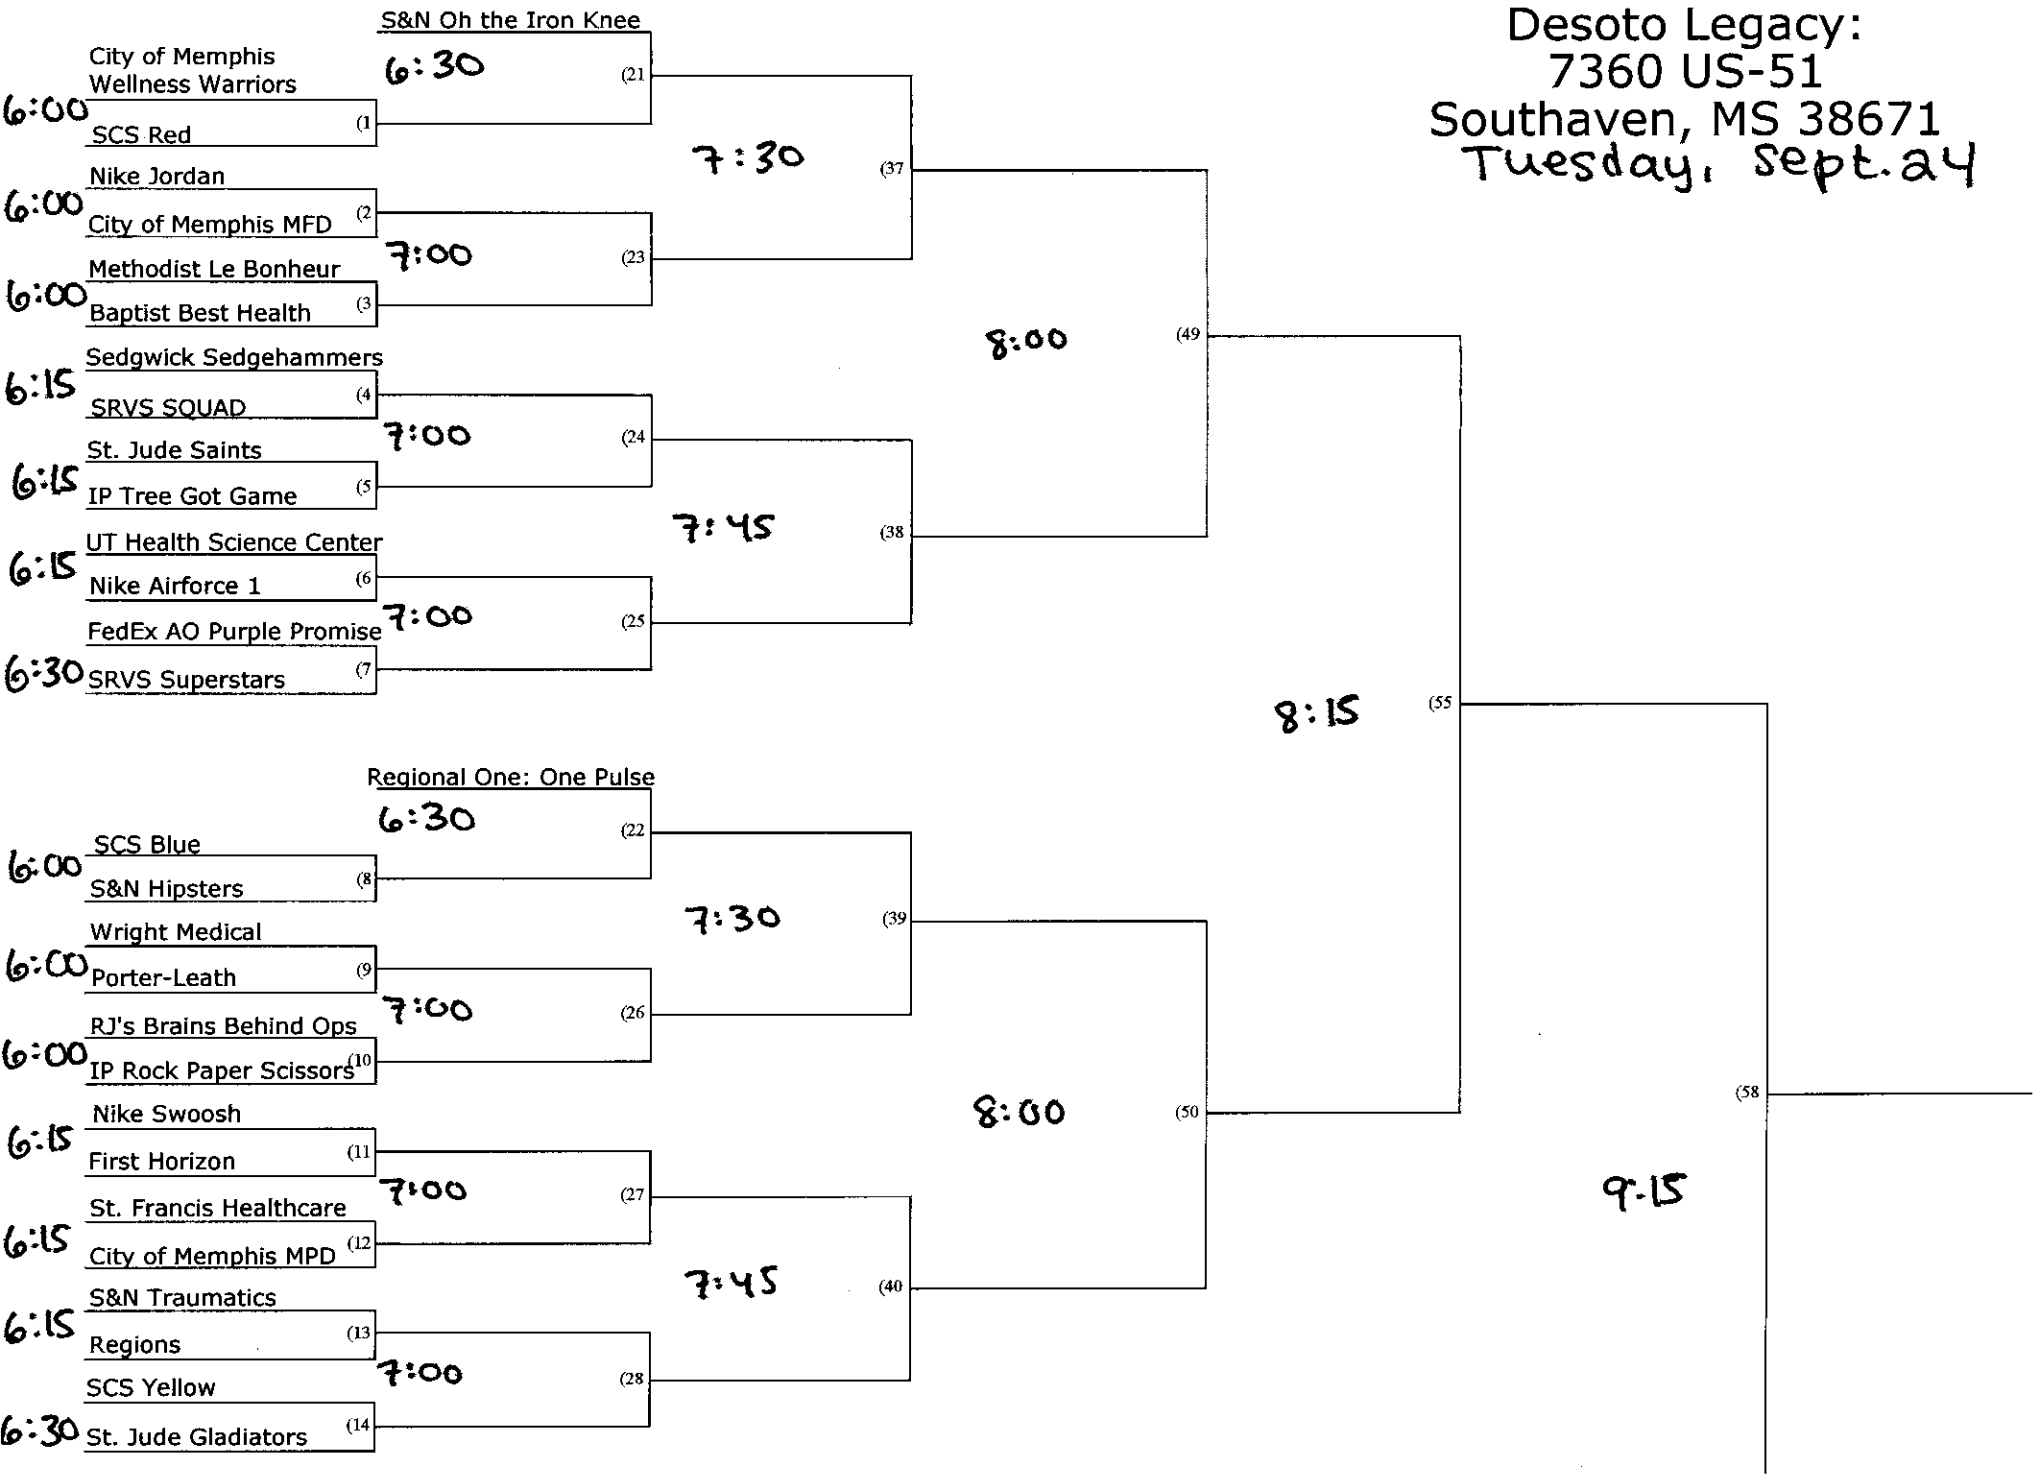 Desoto Legacy:
7360 US-51
Southaven, MS 38671
Tuesday, Sept. 24
S&N Oh the Iron Knee
6:30
(21
City of Memphis
Wellness Warriors
6:00
(1
SCS Red
7:30
(37
Nike Jordan
6:00
(2
City of Memphis MFD
7:00
(23
Methodist Le Bonheur
6:00
(3
Baptist Best Health
8:00
(49
Sedgwick Sedgehammers
6:15
(4
SRVS SQUAD
7:00
(24
St. Jude Saints
6:15
(5
IP Tree Got Game
7:45
(38
UT Health Science Center
6:15
(6
Nike Airforce 1
7:00
(25
FedEx AO Purple Promise
6:30
(7
SRVS Superstars
8:15
(55
Regional One: One Pulse
6:30
(22
SCS Blue
6:00
(8
S&N Hipsters
7:30
(39
Wright Medical
6:00
(9
Porter-Leath
7:00
(26
RJ's Brains Behind Ops
6:00
(10
IP Rock Paper Scissors
8:00
(50
(58
9.15
Nike Swoosh
6:15
(11
First Horizon
7:00
(27
St. Francis Healthcare
6:15
(12
City of Memphis MPD
7:45
(40
S&N Traumatics
6:15
(13
Regions
7:00
(28
SCS Yellow
6:30
(14
St. Jude Gladiators